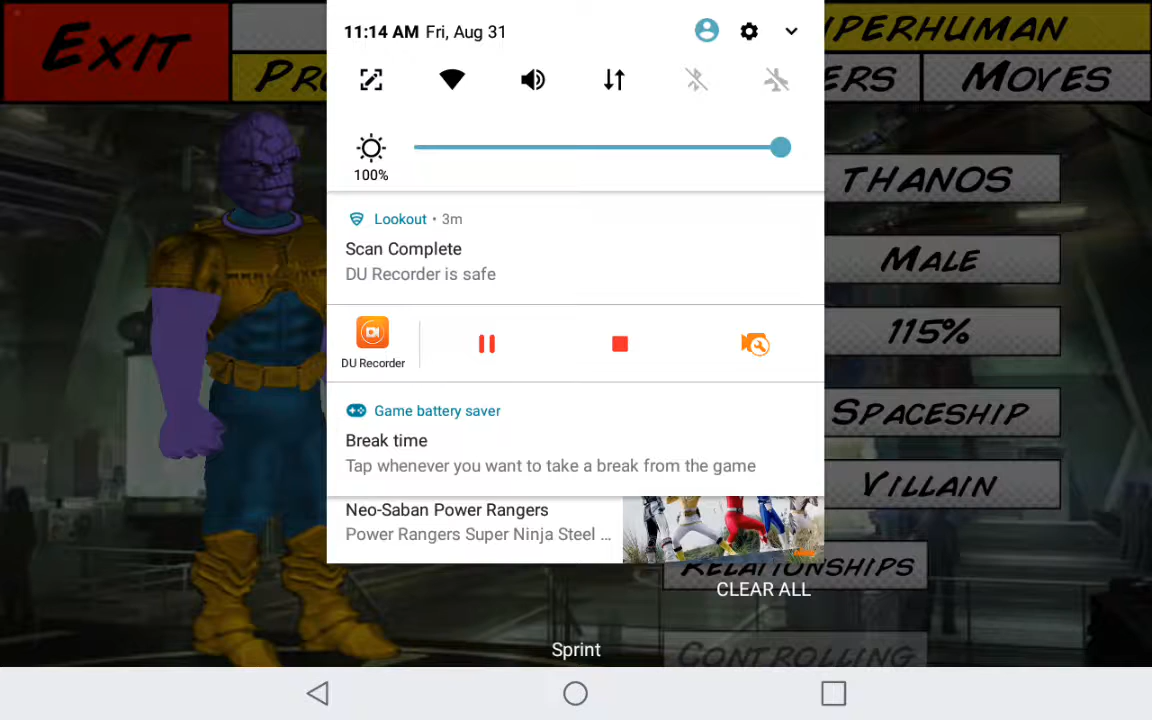 EXIT
PRO
PERHUMAN
ERS
MOVES
11:14 AM Fri, Aug 31
100%
Lookout • 3m
Scan Complete
DU Recorder is safe
DU Recorder
Game battery saver
Break time
Tap whenever you want to take a break from the game
Neo-Saban Power Rangers
Power Rangers Super Ninja Steel ...
CLEAR ALL
Sprint
THANOS
MALE
115%
SPACESHIP
VILLAIN
RELATIONSHIPS
CONTROLLING